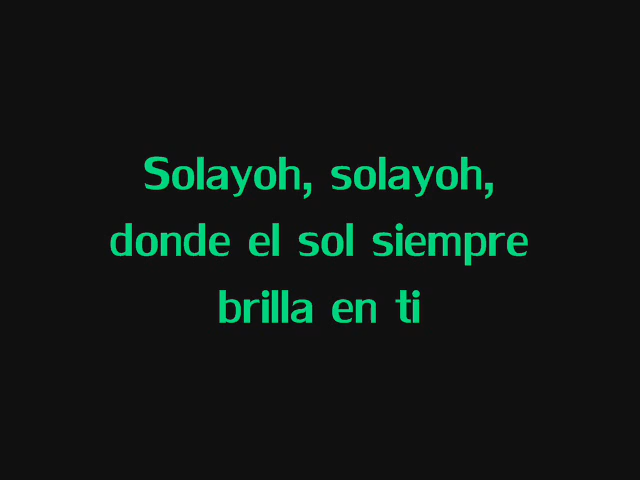 Solayoh, solayoh,
donde el sol siempre
brilla en ti